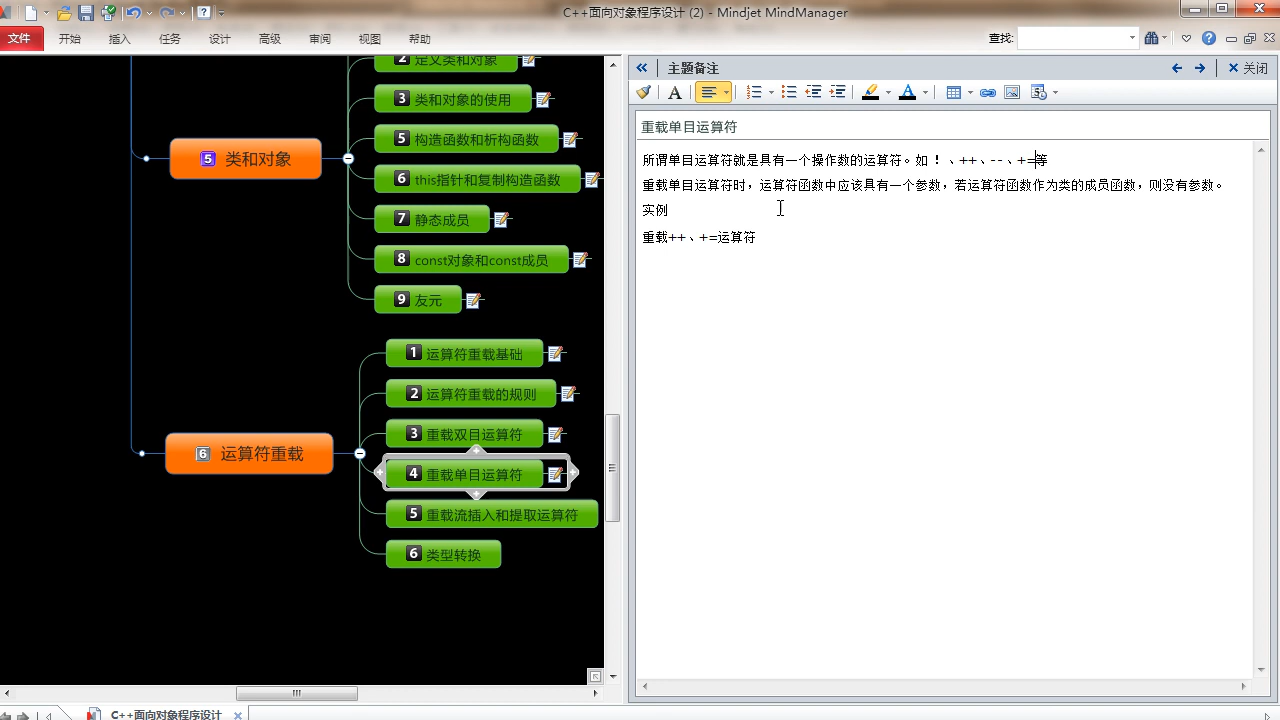 C++面向对象程序设计 (2) - Mindjet MindManager
文件 开始 插入 任务 设计 高级 审阅 视图 帮助 查找:
主题备注 关闭
重载单目运算符
所谓单目运算符就是具有一个操作数的运算符。如 ! 、++、--、+=等
重载单目运算符时，运算符函数中应该具有一个参数，若运算符函数作为类的成员函数，则没有参数。
实例
重载++、+=运算符
5 类和对象
2 定义类和对象
3 类和对象的使用
5 构造函数和析构函数
6 this指针和复制构造函数
7 静态成员
8 const对象和const成员
9 友元
6 运算符重载
1 运算符重载基础
2 运算符重载的规则
3 重载双目运算符
4 重载单目运算符
5 重载流插入和提取运算符
6 类型转换
C++面向对象程序设计